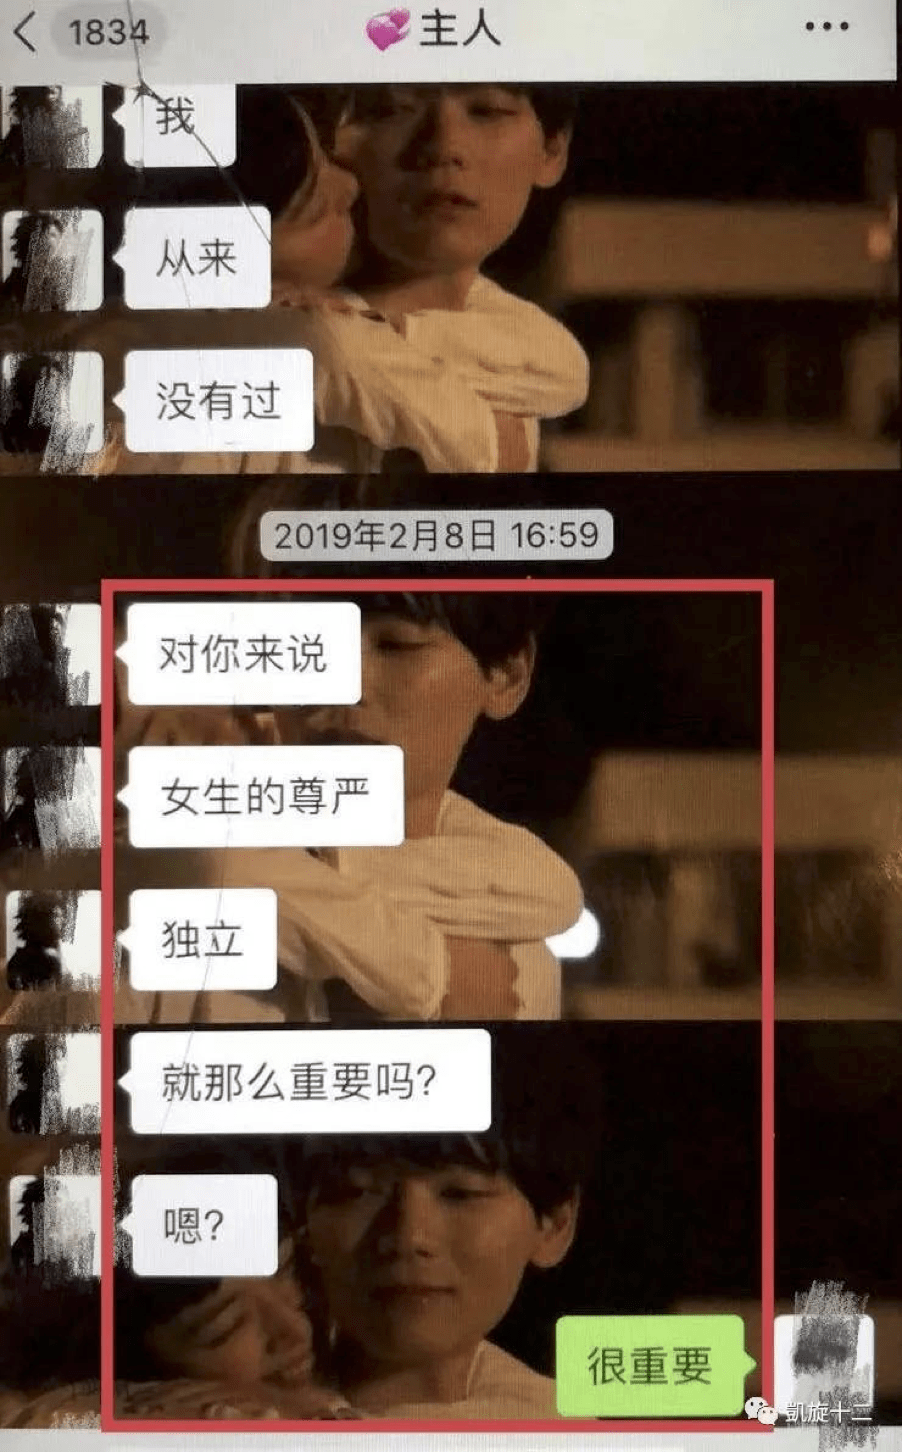 1834
主人
我
从来
没有过
2019年2月8日 16:59
对你来说
女生的尊严
独立
就那么重要吗？
嗯？
很重要
凱旋十二